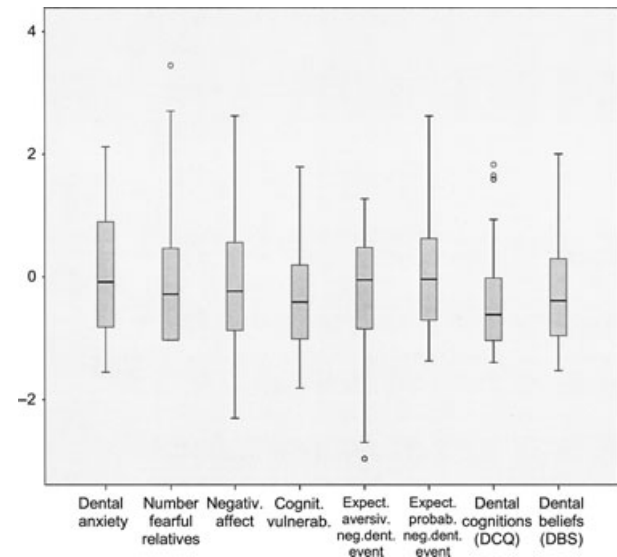 4
2
0
−2
Dental anxiety
Number fearful relatives
Negativ. affect
Cognit. vulnerab.
Expect. aversiv. neg.dent. event
Expect. probab. neg.dent. event
Dental cognitions (DCQ)
Dental beliefs (DBS)